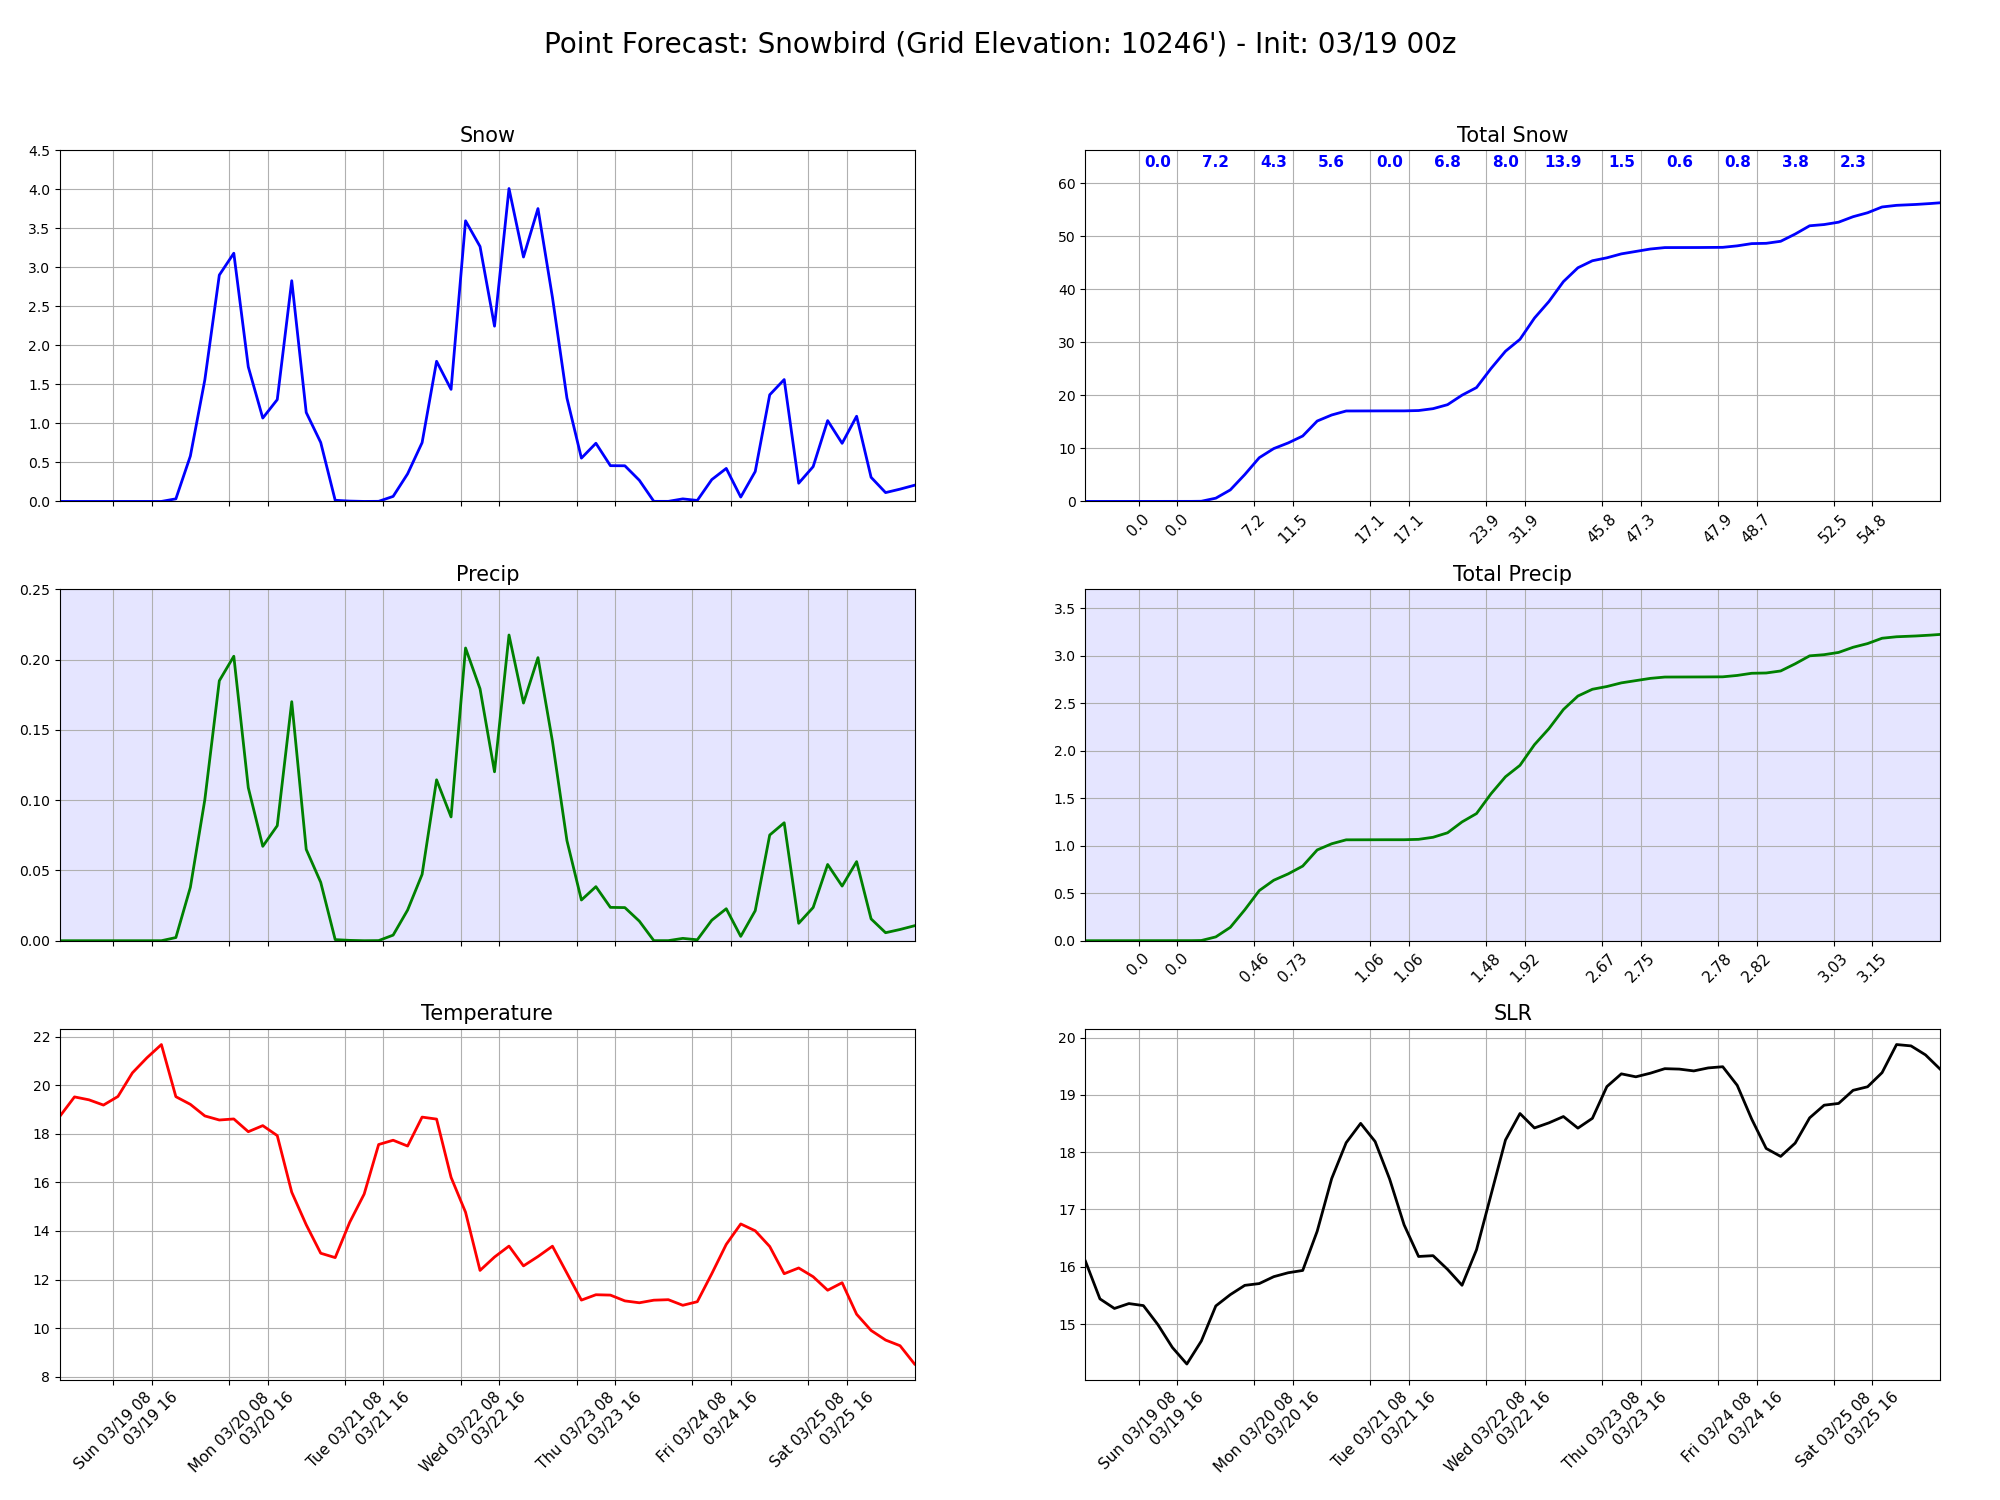 Point Forecast: Snowbird (Grid Elevation: 10246') - Init: 03/19 00z
Snow
4.5
4.0
3.5
3.0
2.5
2.0
1.5
1.0
0.5
0.0
Total Snow
0.0 7.2 4.3 5.6 0.0 6.8 8.0 13.9 1.5 0.6 0.8 3.8 2.3
60
50
40
30
20
10
0
0.0 0.0 7.2 11.5 17.1 17.1 23.9 31.9 45.8 47.3 47.9 48.7 52.5 54.8
Precip
0.25
0.20
0.15
0.10
0.05
0.00
Total Precip
3.5
3.0
2.5
2.0
1.5
1.0
0.5
0.0
0.0 0.0 0.46 0.73 1.06 1.06 1.48 1.92 2.67 2.75 2.78 2.82 3.03 3.15
Temperature
22
20
18
16
14
12
10
8
Sun 03/19 08
03/19 16
Mon 03/20 08
03/20 16
Tue 03/21 08
03/21 16
Wed 03/22 08
03/22 16
Thu 03/23 08
03/23 16
Fri 03/24 08
03/24 16
Sat 03/25 08
03/25 16
SLR
20
19
18
17
16
15
Sun 03/19 08
03/19 16
Mon 03/20 08
03/20 16
Tue 03/21 08
03/21 16
Wed 03/22 08
03/22 16
Thu 03/23 08
03/23 16
Fri 03/24 08
03/24 16
Sat 03/25 08
03/25 16